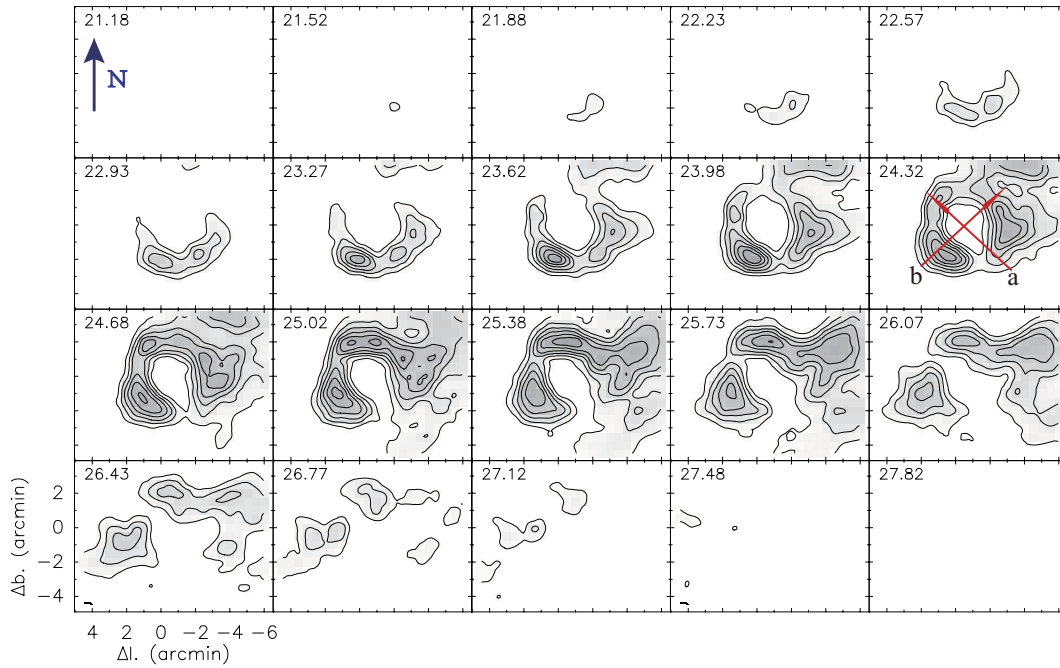 21.18 21.52 21.88 22.23 22.57
N
22.93 23.27 23.62 23.98 24.32
b a
24.68 25.02 25.38 25.73 26.07
26.43 26.77 27.12 27.48 27.82
2
0
−2
−4
Δb. (arcmin)
4 2 0 −2 −4 −6
Δl. (arcmin)